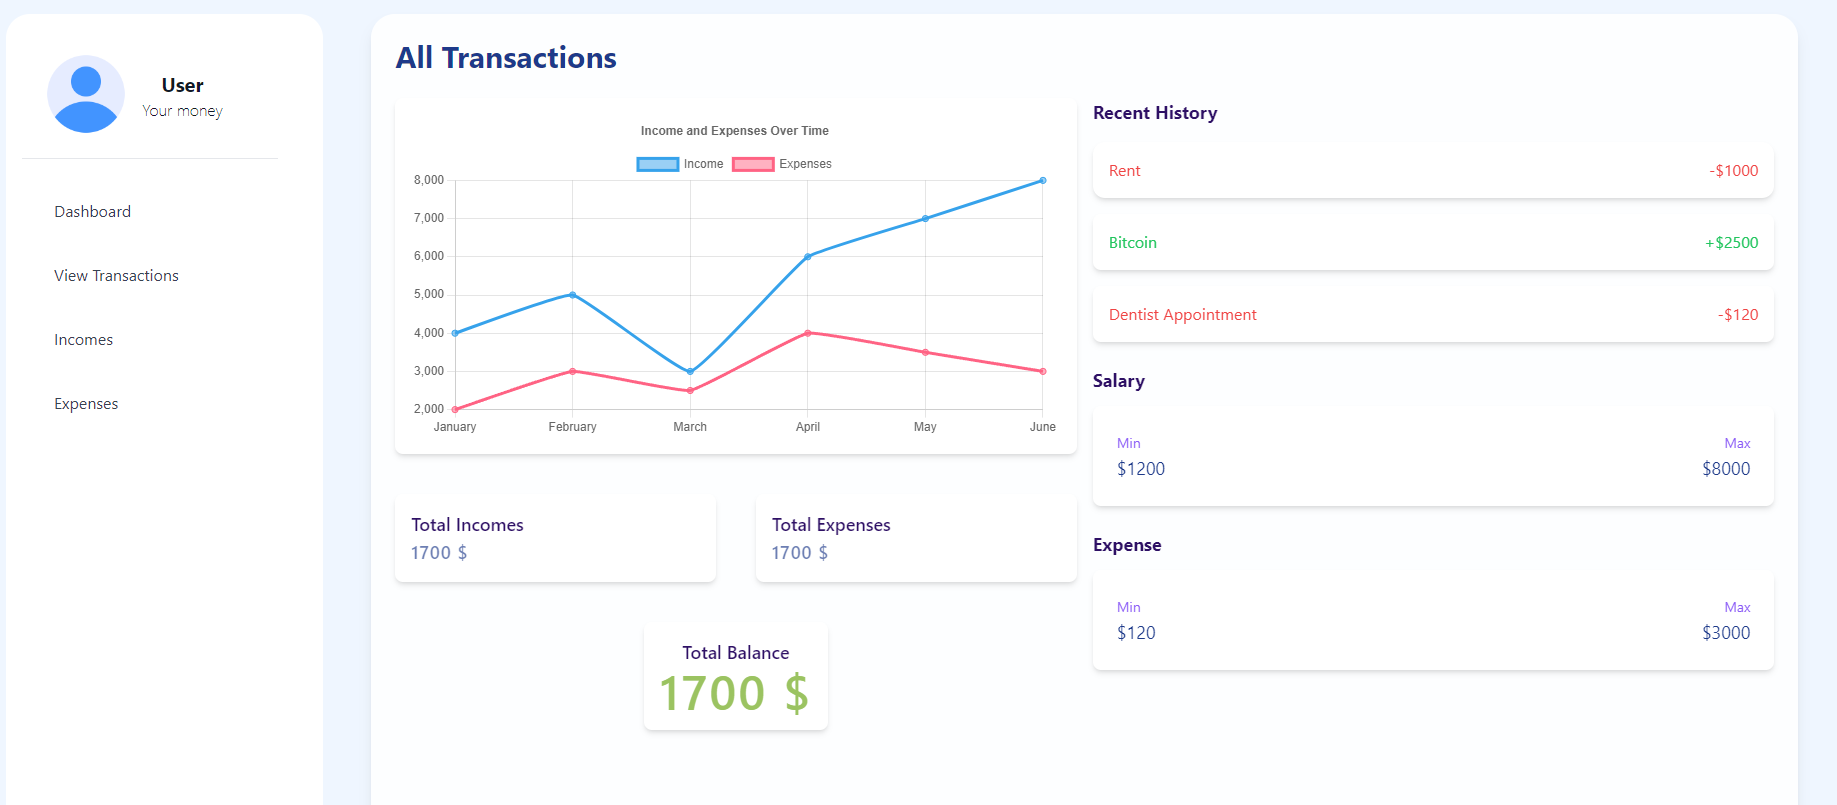 User
Your money
Dashboard
View Transactions
Incomes
Expenses
All Transactions
Income and Expenses Over Time
Income Expenses
8,000
7,000
6,000
5,000
4,000
3,000
2,000
January February March April May June
Total Incomes
1700 $
Total Expenses
1700 $
Total Balance
1700 $
Recent History
Rent -$1000
Bitcoin +$2500
Dentist Appointment -$120
Salary
Min Max
$1200 $8000
Expense
Min Max
$120 $3000